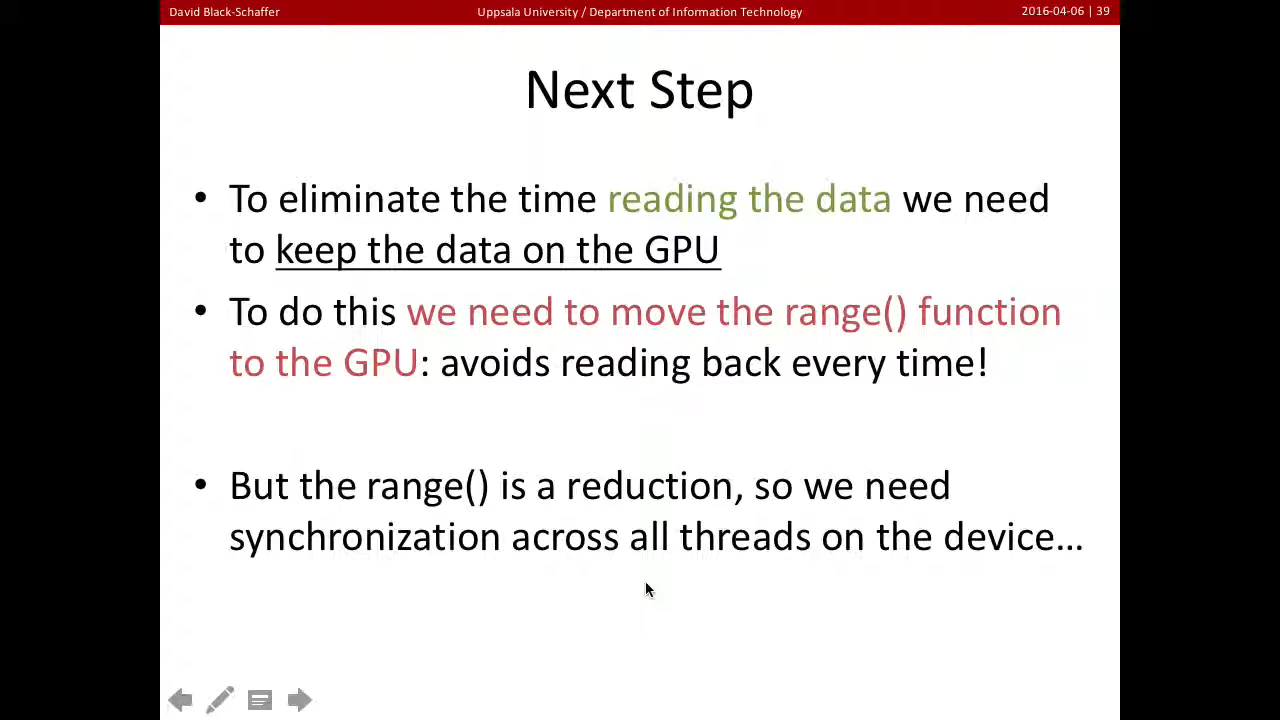 David Black-Schaffer
Uppsala University / Department of Information Technology
2016-04-06 | 39
Next Step
• To eliminate the time reading the data we need
to keep the data on the GPU
• To do this we need to move the range() function
to the GPU: avoids reading back every time!
• But the range() is a reduction, so we need
synchronization across all threads on the device…